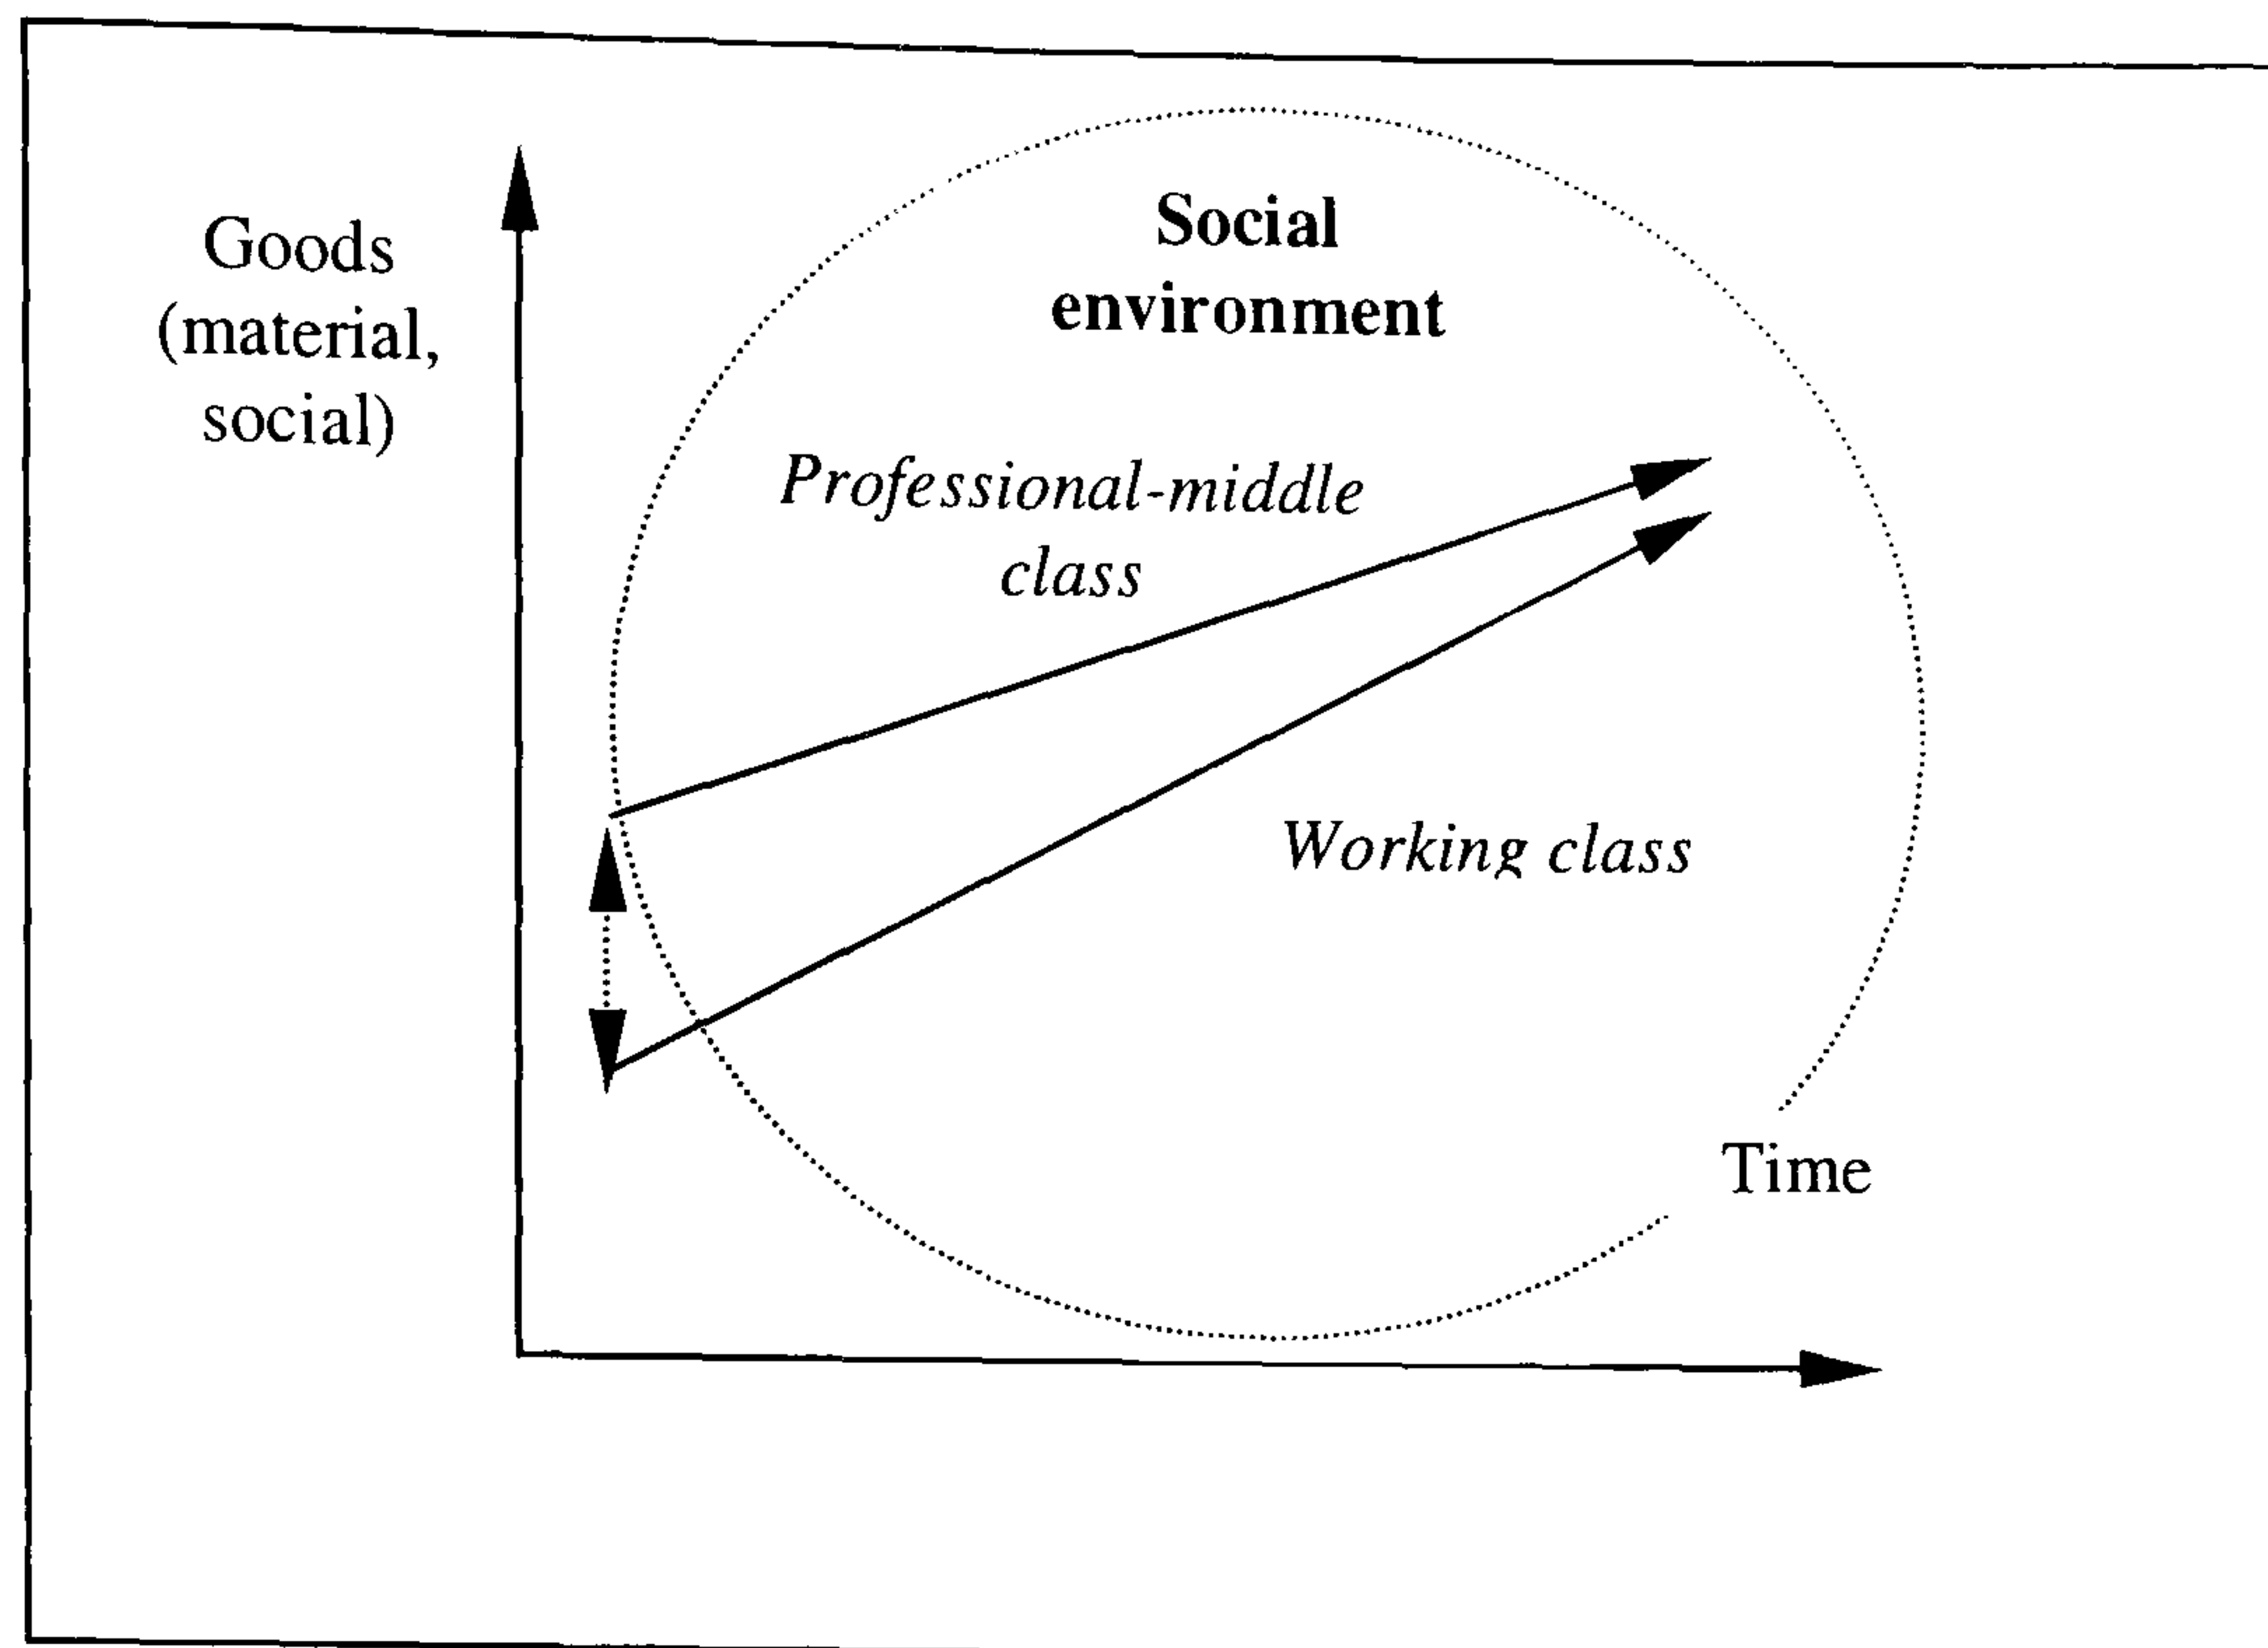 Goods
(material,
social)
Social
environment
Professional-middle
class
Working class
Time